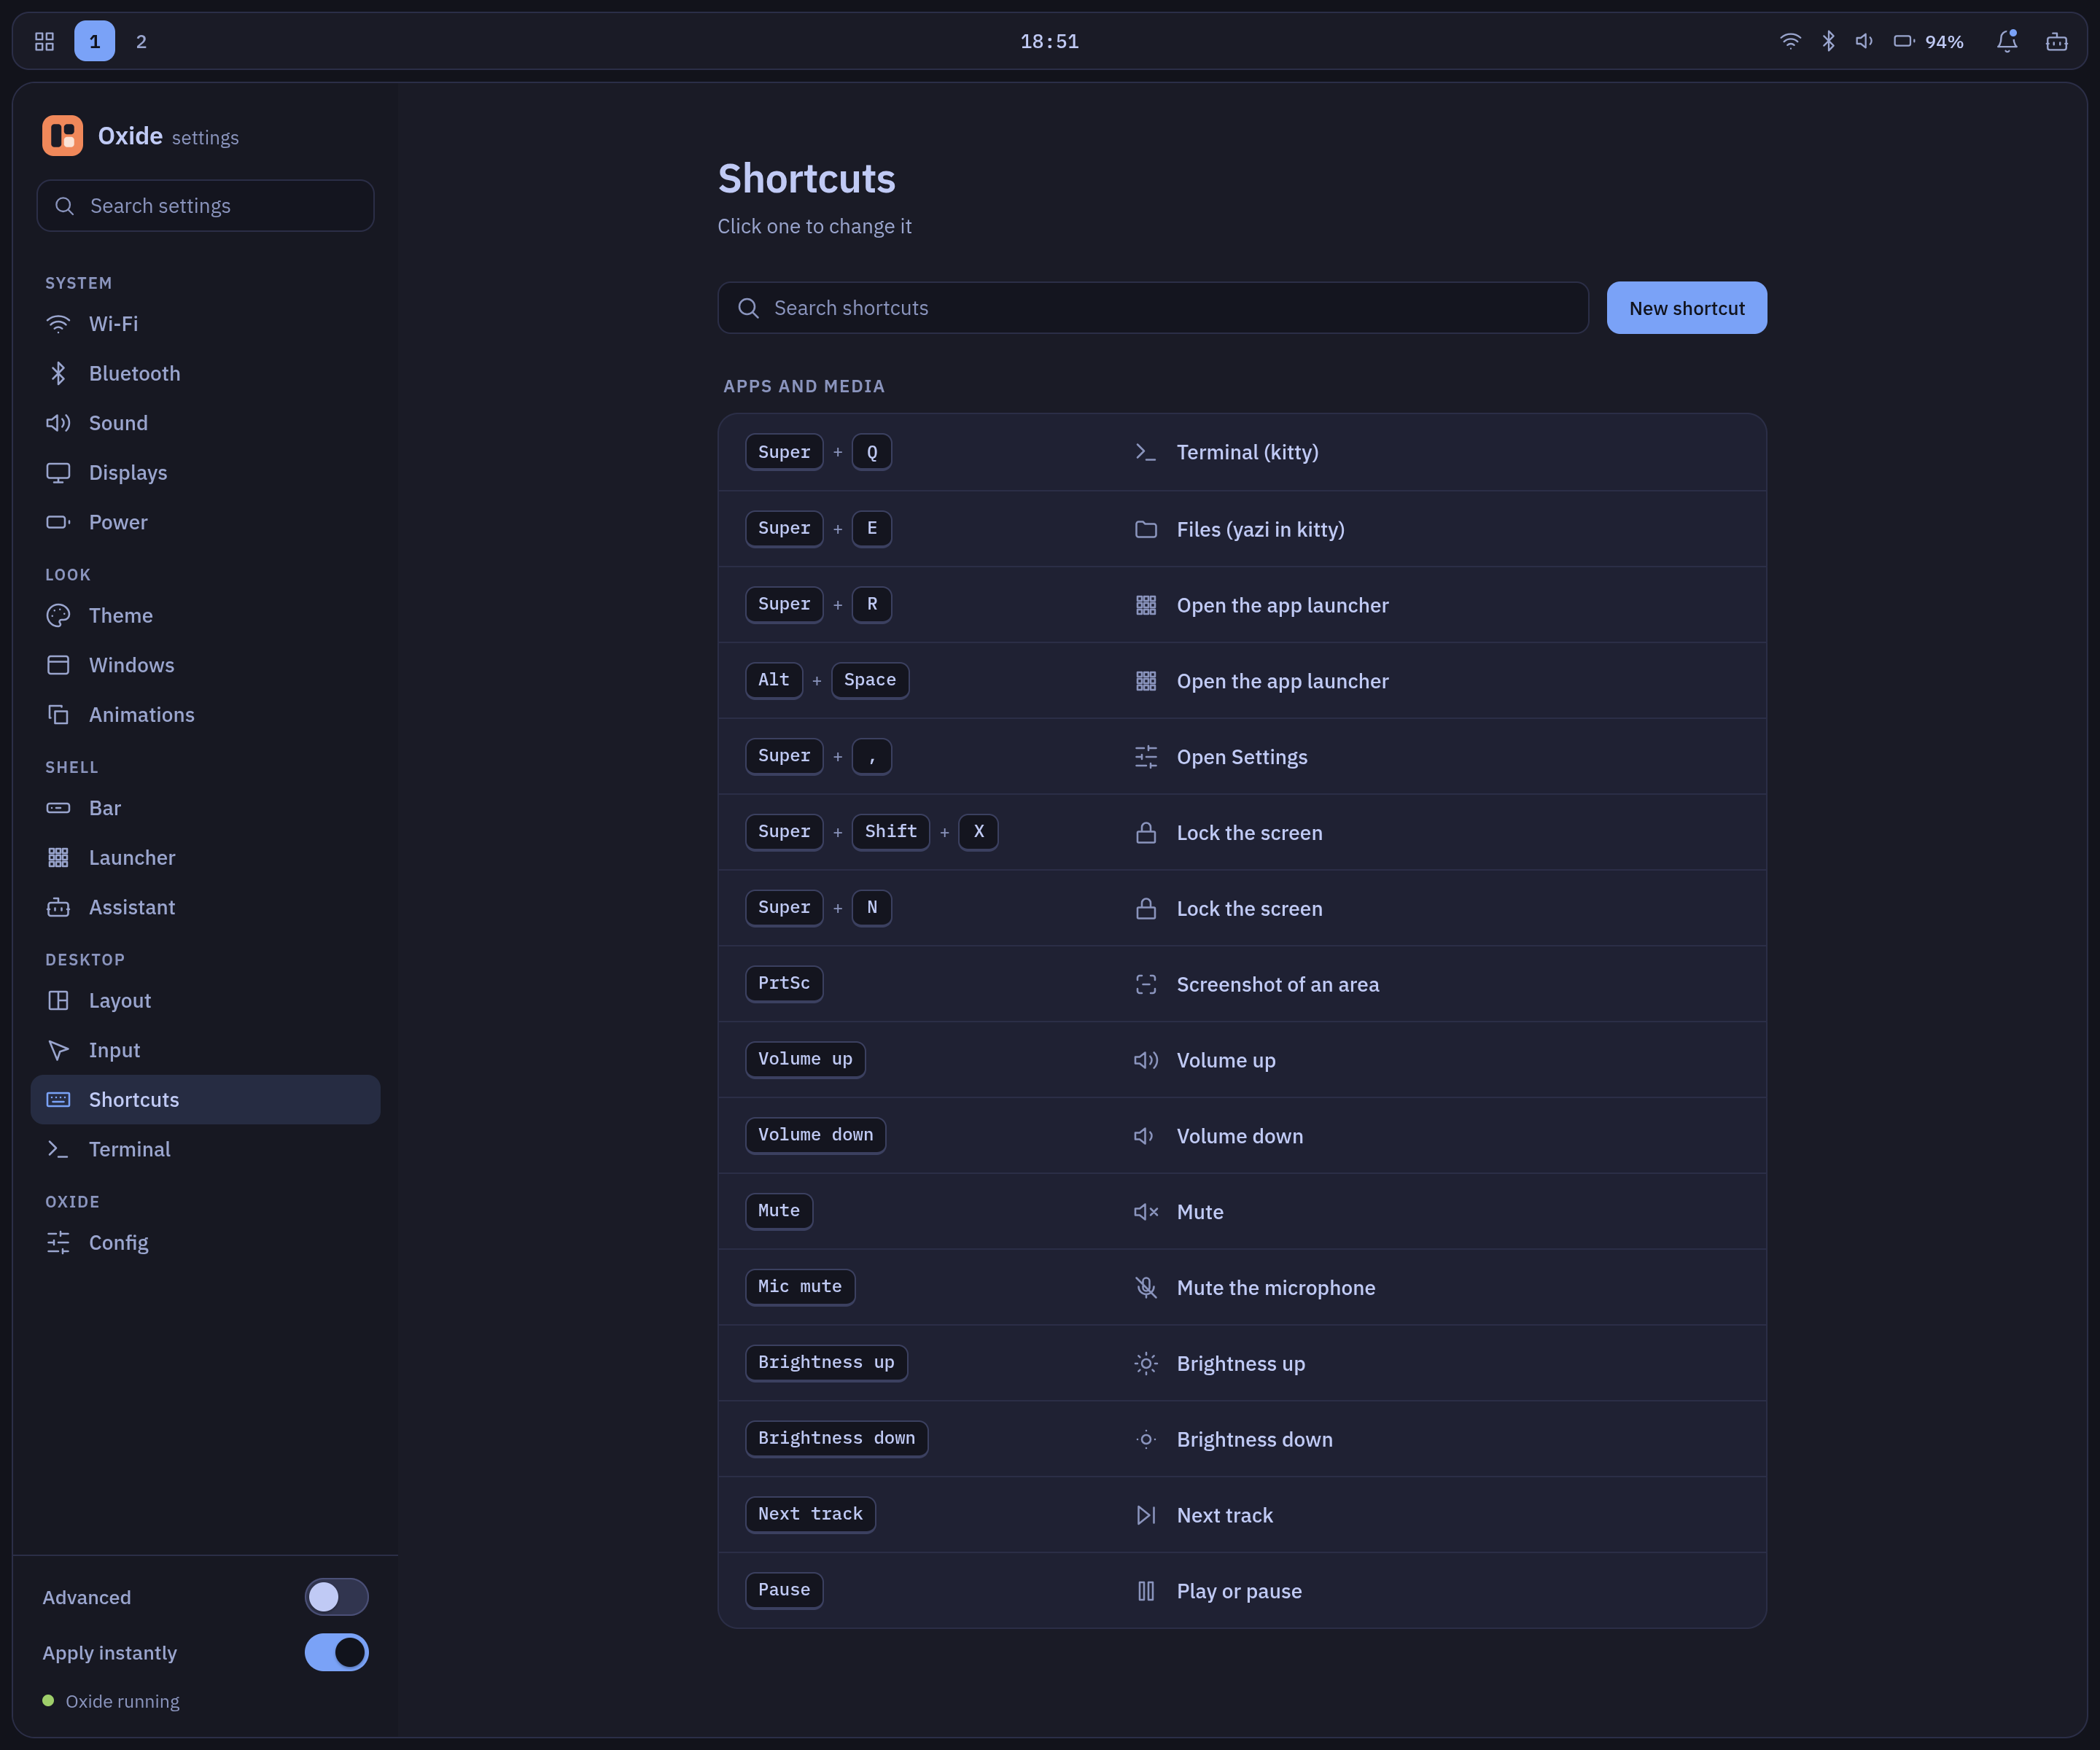 1 2 18:51 94%
Oxide settings
Search settings
SYSTEM
Wi-Fi
Bluetooth
Sound
Displays
Power
LOOK
Theme
Windows
Animations
SHELL
Bar
Launcher
Assistant
DESKTOP
Layout
Input
Shortcuts
Terminal
OXIDE
Config
Advanced
Apply instantly
Oxide running
Shortcuts
Click one to change it
Search shortcuts New shortcut
APPS AND MEDIA
Super + Q Terminal (kitty)
Super + E Files (yazi in kitty)
Super + R Open the app launcher
Alt + Space Open the app launcher
Super + , Open Settings
Super + Shift + X Lock the screen
Super + N Lock the screen
PrtSc Screenshot of an area
Volume up Volume up
Volume down Volume down
Mute Mute
Mic mute Mute the microphone
Brightness up Brightness up
Brightness down Brightness down
Next track Next track
Pause Play or pause